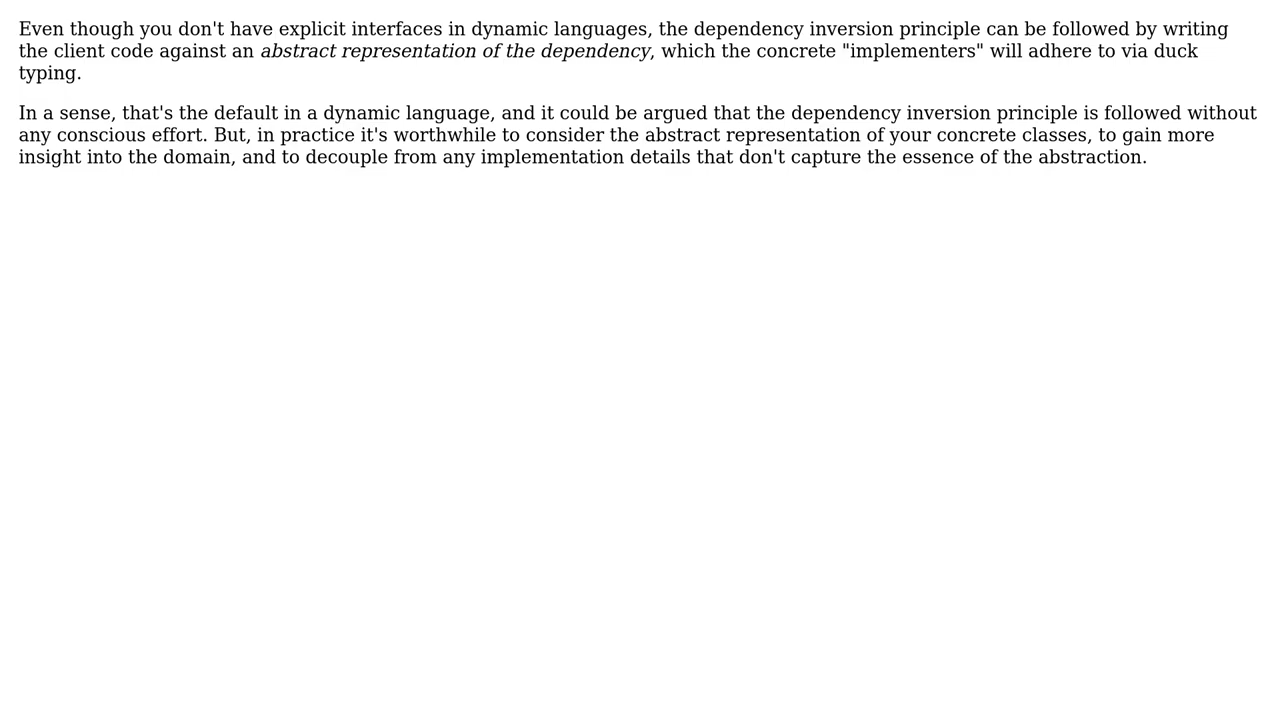 Even though you don't have explicit interfaces in dynamic languages, the dependency inversion principle can be followed by writing
the client code against an abstract representation of the dependency, which the concrete "implementers" will adhere to via duck
typing.
In a sense, that's the default in a dynamic language, and it could be argued that the dependency inversion principle is followed without
any conscious effort. But, in practice it's worthwhile to consider the abstract representation of your concrete classes, to gain more
insight into the domain, and to decouple from any implementation details that don't capture the essence of the abstraction.